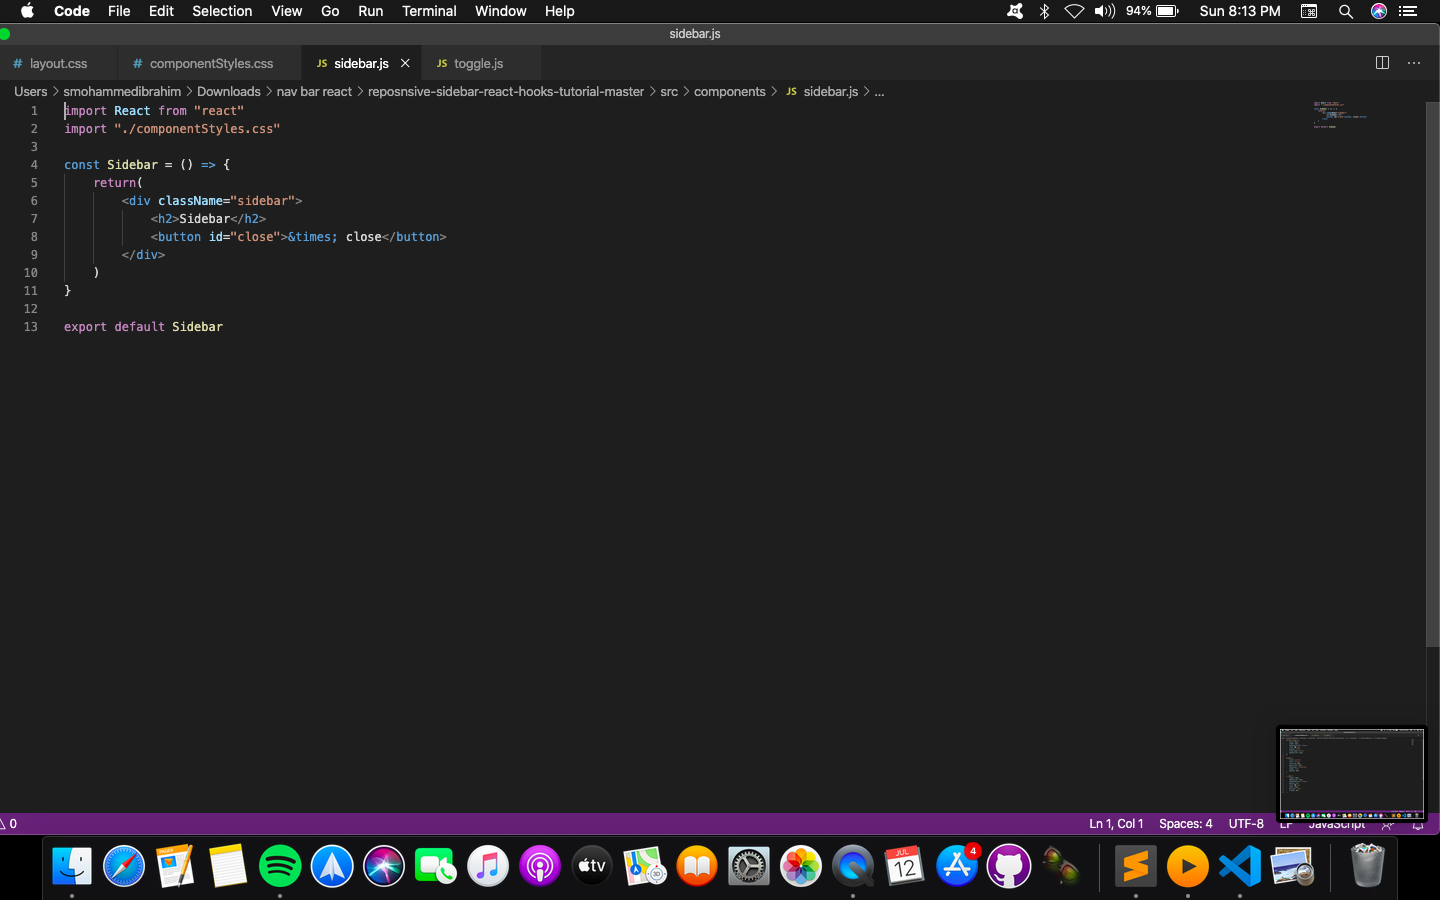 Code File Edit Selection View Go Run Terminal Window Help 94% Sun 8:13 PM
sidebar.js
# layout.css # componentStyles.css JS sidebar.js × JS toggle.js ...
Users > smohammedibrahim > Downloads > nav bar react > reposnsive-sidebar-react-hooks-tutorial-master > src > components > JS sidebar.js > ...
1 import React from "react"
2 import "./componentStyles.css"
3
4 const Sidebar = () => {
5 return(
6 <div className="sidebar">
7 <h2>Sidebar</h2>
8 <button id="close">&times; close</button>
9 </div>
10 )
11 }
12
13 export default Sidebar
0 Ln 1, Col 1 Spaces: 4 UTF-8 LF JavaScript
PAGES tv 3D JUL 12 4